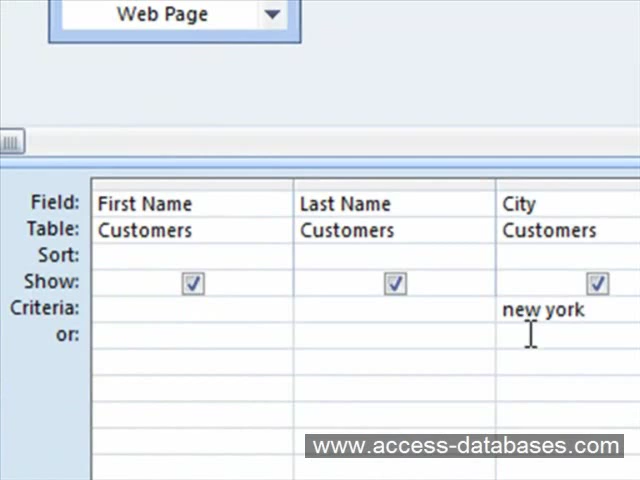 Web Page
Field: First Name Last Name City
Table: Customers Customers Customers
Sort:
Show:
Criteria: new york
or:
www.access-databases.com